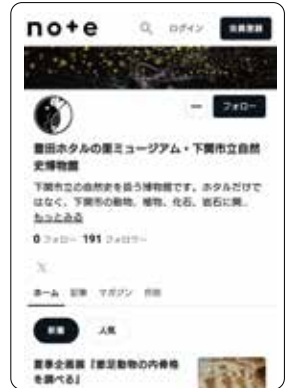 note
ログイン
会員登録
フォロー
豊田ホタルの里ミュージアム・下関市立自然
史博物館
下関市立の自然史を扱う博物館です。ホタルだけで
はなく、下関市の動物、植物、化石、岩石に関…
もっとみる
0 フォロー 191 フォロワー
ホーム 記事 マガジン
新着 人気
夏季企画展「脊足動物の内骨格
を調べる」